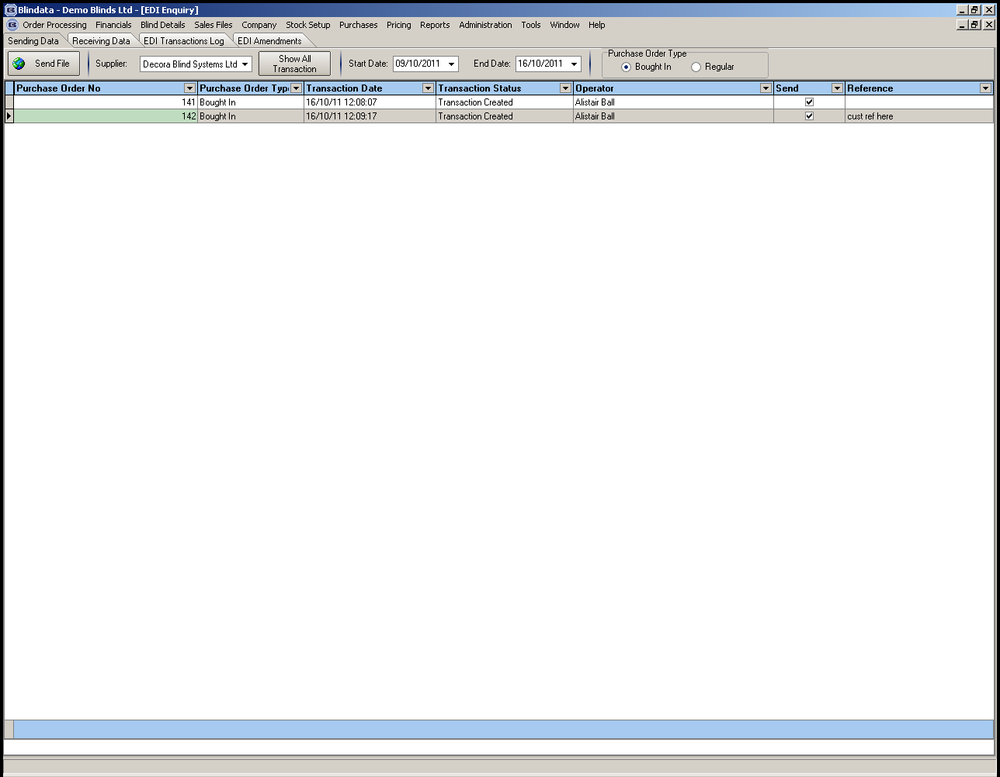 Blindata - Demo Blinds Ltd - [EDI Enquiry]
Order Processing Financials Blind Details Sales Files Company Stock Setup Purchases Pricing Reports Administration Tools Window Help
Sending Data Receiving Data EDI Transactions Log EDI Amendments
Send File Supplier: Decora Blind Systems Ltd Show All Transaction Start Date: 09/10/2011 End Date: 16/10/2011 Purchase Order Type Bought In Regular
Purchase Order No Purchase Order Typ Transaction Date Transaction Status Operator Send Reference
141 Bought In 16/10/11 12:08:07 Transaction Created Alistair Ball
142 Bought In 16/10/11 12:09:17 Transaction Created Alistair Ball cust ref here